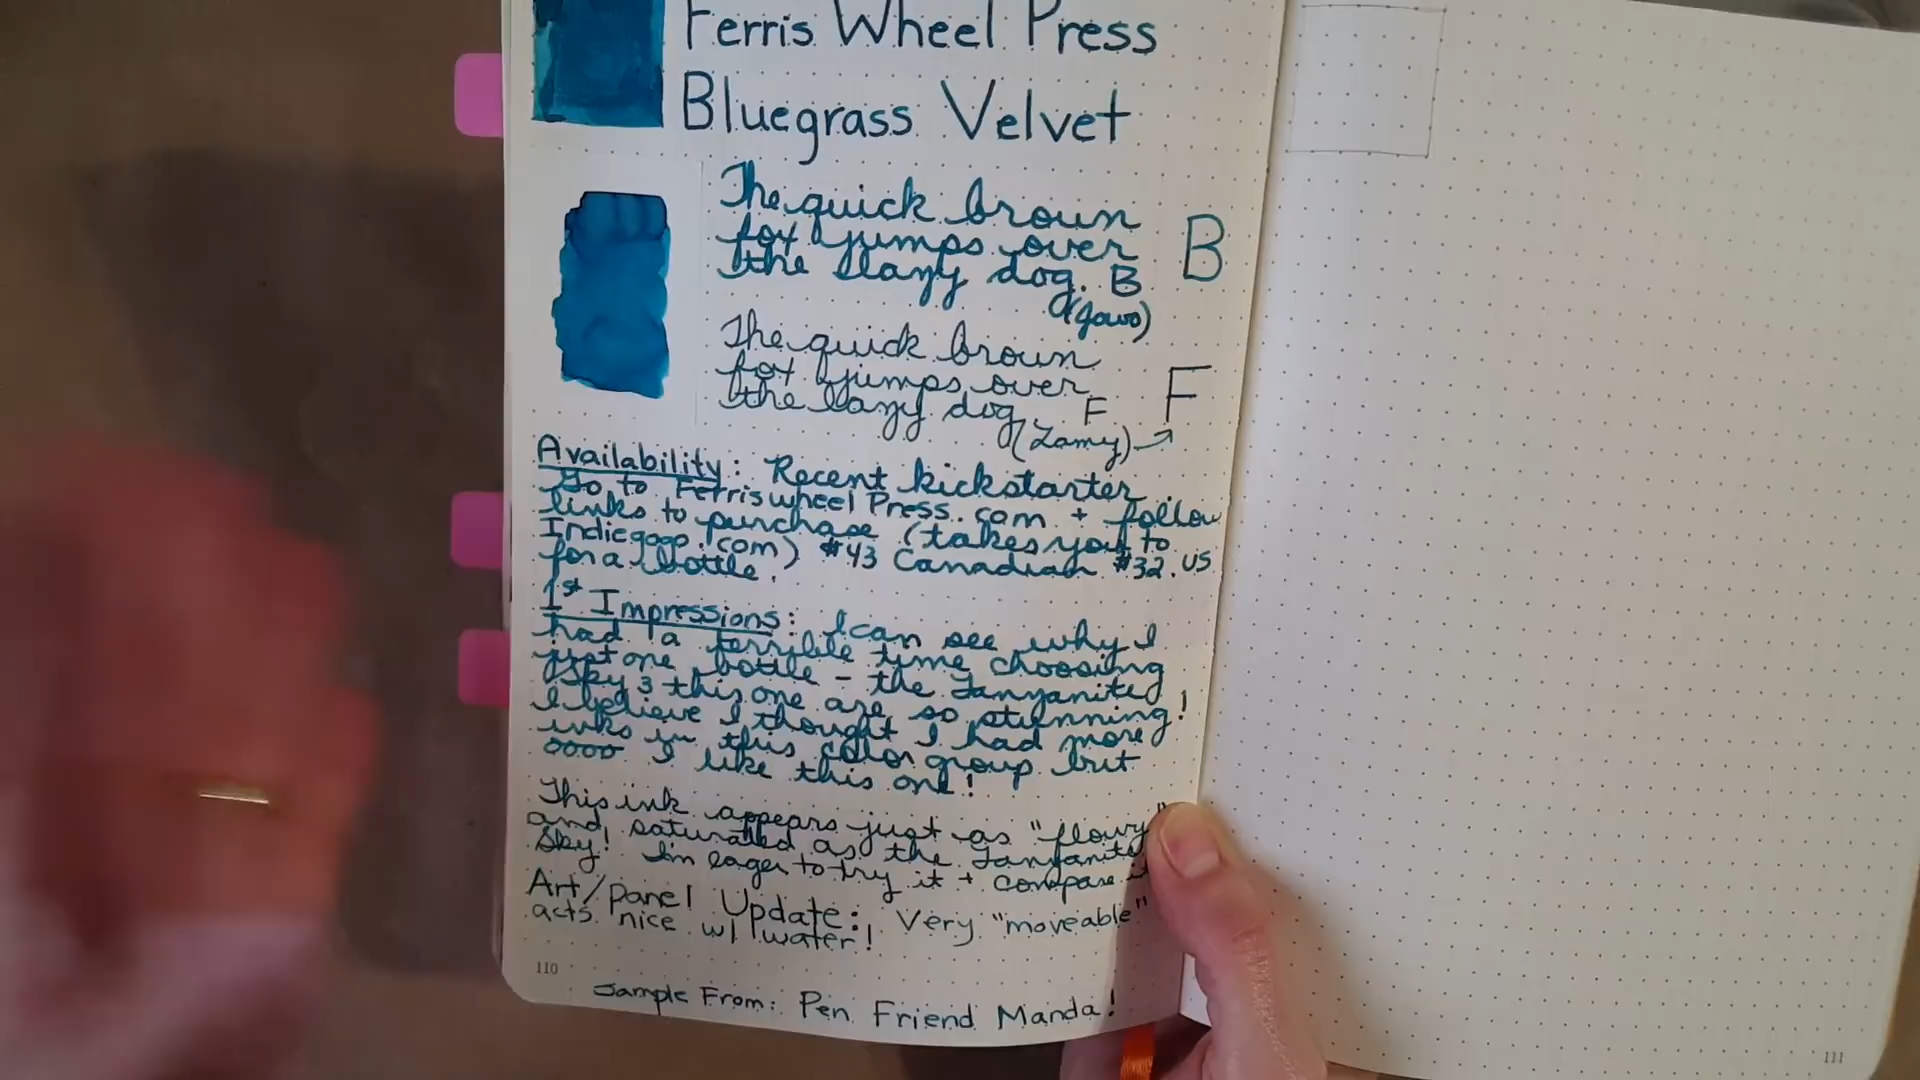 Ferris Wheel Press
Bluegrass Velvet
The quick brown
fox jumps over
the lazy dog. B
B
(Jowo)
The quick brown
fox jumps over
the lazy dog. F
F
(Lamy)
Availability: Recent kickstarter
Go to Ferris wheel Press.com + follow
links to purchase (takes you to
Indiegogo.com) $43 Canadian $32. US
for a bottle.
1st Impressions: I can see why I
had a terrible time choosing
just one bottle - the Tanzanite
Sky & this one are so stunning!
I believe I thought I had more
inks in this color group but
oooo I like this one!
This ink appears just as "flowy"
and saturated as the Tanzanite
Sky! I'm eager to try it + compare it
Art/panel Update: Very "moveable"
acts nice w/ water!
110
Sample From: Pen Friend Manda!
111